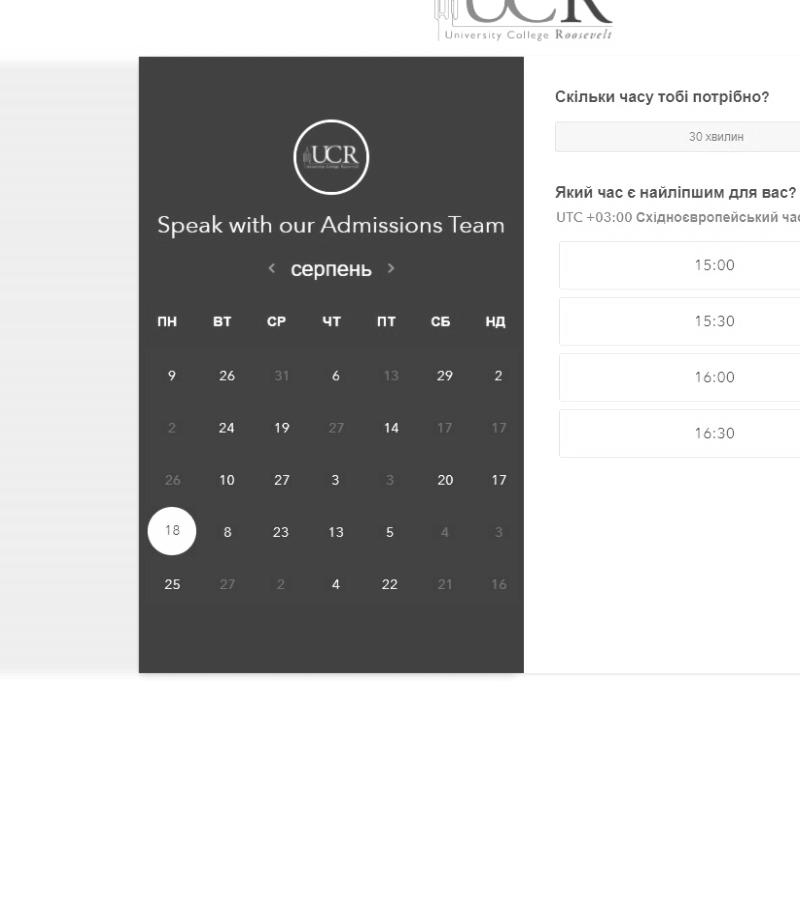 UCR
University College Roosevelt
UCR
Speak with our Admissions Team
‹ серпень ›
ПН ВТ СР ЧТ ПТ СБ НД
9 26 31 6 13 29 2
2 24 19 27 14 17 17
26 10 27 3 3 20 17
18 8 23 13 5 4 3
25 27 2 4 22 21 16
Скільки часу тобі потрібно?
30 хвилин
Який час є найліпшим для вас?
UTC +03:00 Східноєвропейський час
15:00
15:30
16:00
16:30